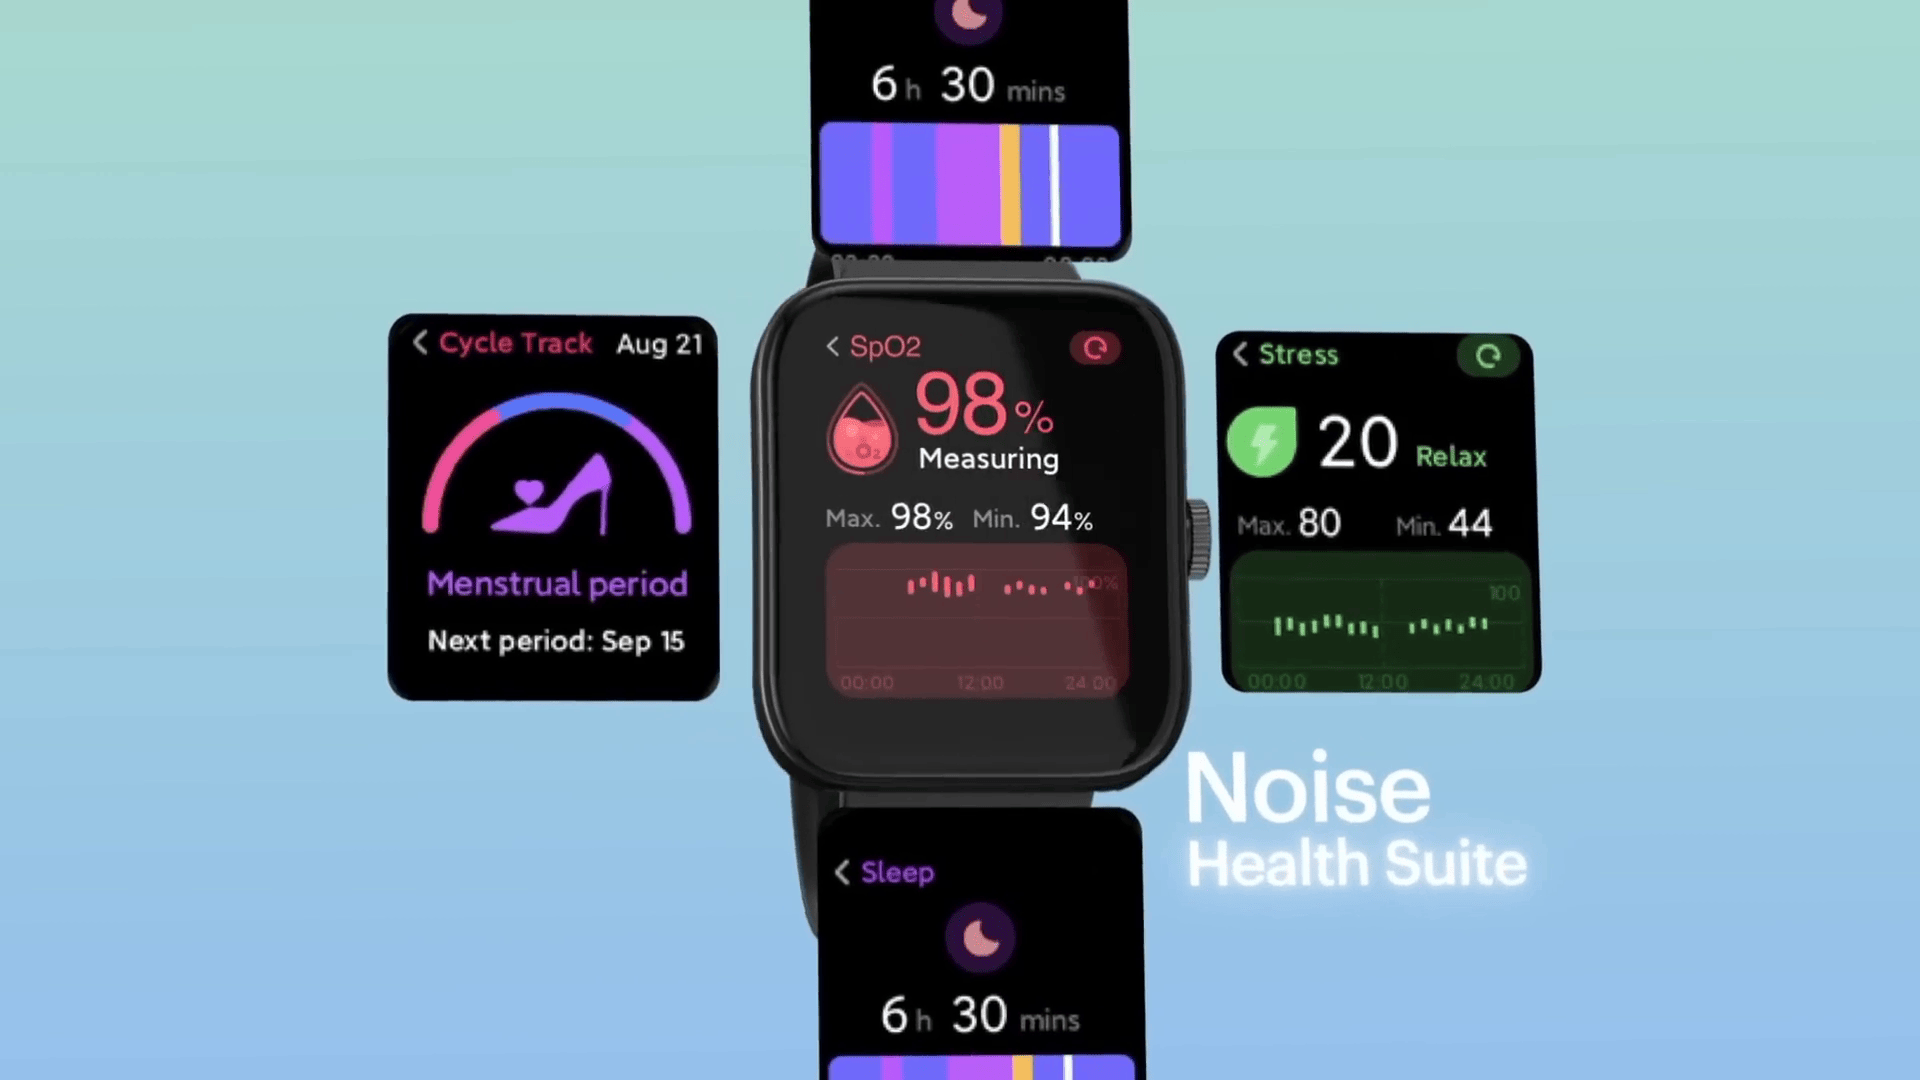 6 h 30 mins
Cycle Track Aug 21
Menstrual period
Next period: Sep 15
SpO2
98 %
O₂
Measuring
Max. 98% Min. 94%
100%
00:00 12:00 24:00
Stress
20 Relax
Max. 80 Min. 44
100
00:00 12:00 24:00
Noise
Health Suite
Sleep
6 h 30 mins